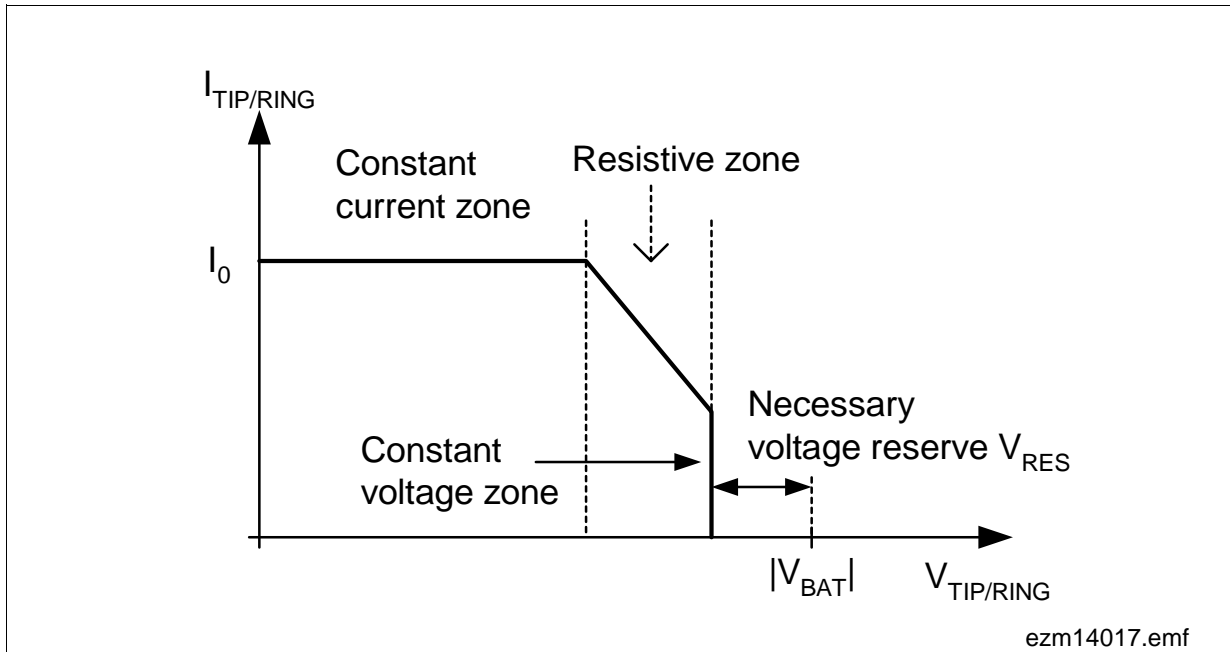 I_TIP/RING
Constant
current zone
Resistive zone
I_0
Necessary
voltage reserve V_RES
Constant
voltage zone
|V_BAT|
V_TIP/RING
ezm14017.emf